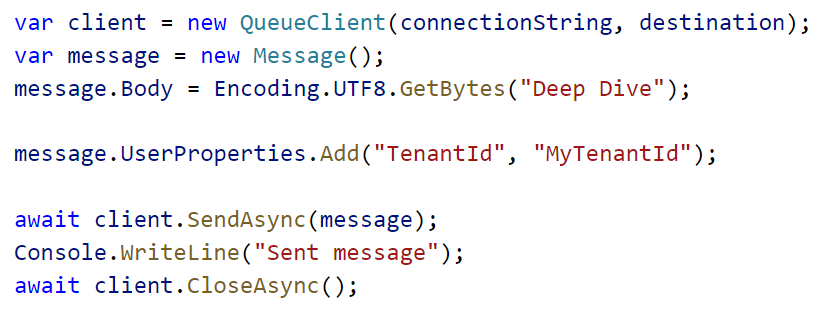 var client = new QueueClient(connectionString, destination);
var message = new Message();
message.Body = Encoding.UTF8.GetBytes("Deep Dive");
message.UserProperties.Add("TenantId", "MyTenantId");
await client.SendAsync(message);
Console.WriteLine("Sent message");
await client.CloseAsync();